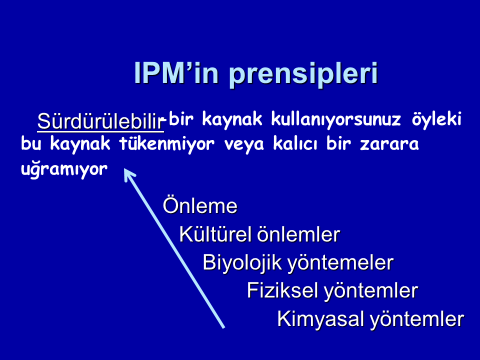 IPM’in prensipleri
Sürdürülebilir-bir kaynak kullanıyorsunuz öyleki
bu kaynak tükenmiyor veya kalıcı bir zarara
uğramıyor
Önleme
Kültürel önlemler
Biyolojik yöntemeler
Fiziksel yöntemler
Kimyasal yöntemler